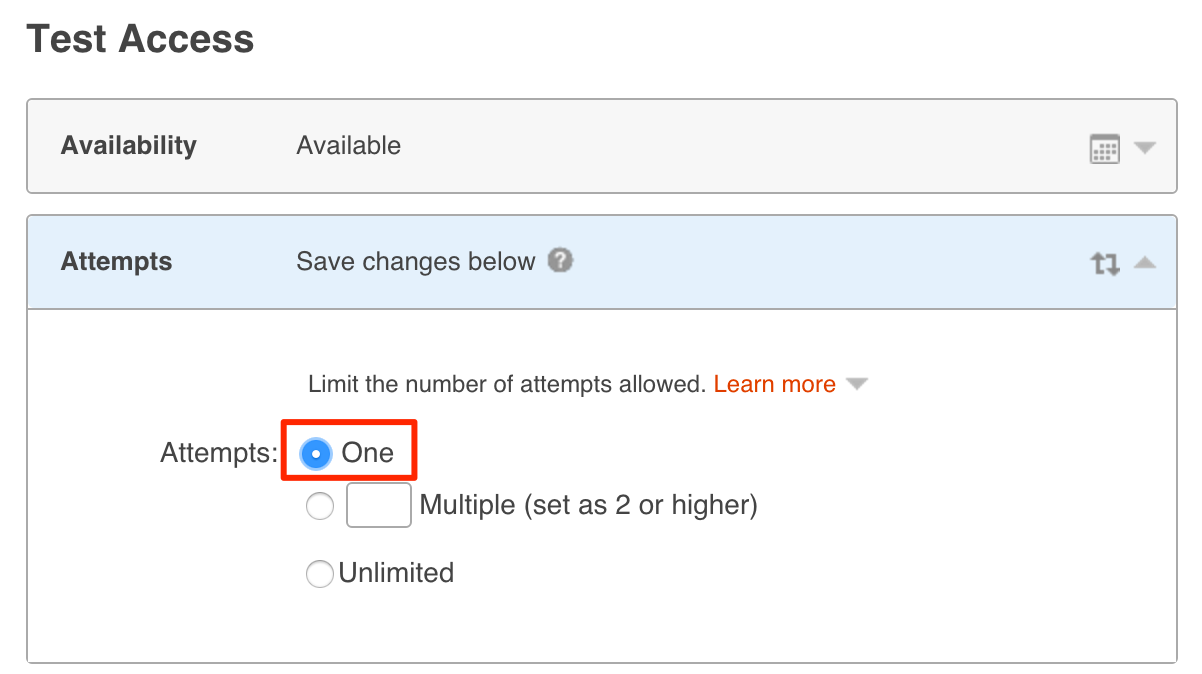 Test Access
Availability Available
Attempts Save changes below ?
Limit the number of attempts allowed. Learn more
Attempts: One
Multiple (set as 2 or higher)
Unlimited